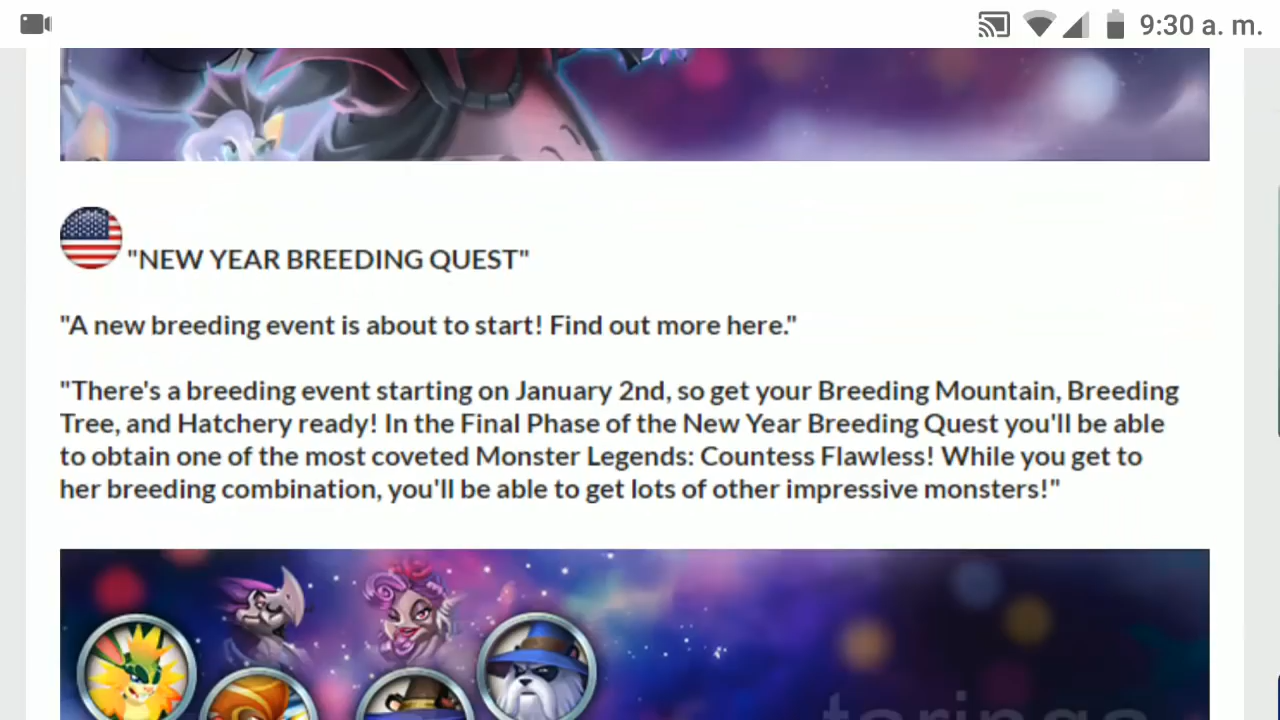 9:30 a. m.
"NEW YEAR BREEDING QUEST"
"A new breeding event is about to start! Find out more here."
"There's a breeding event starting on January 2nd, so get your Breeding Mountain, Breeding
Tree, and Hatchery ready! In the Final Phase of the New Year Breeding Quest you'll be able
to obtain one of the most coveted Monster Legends: Countess Flawless! While you get to
her breeding combination, you'll be able to get lots of other impressive monsters!"
taringa